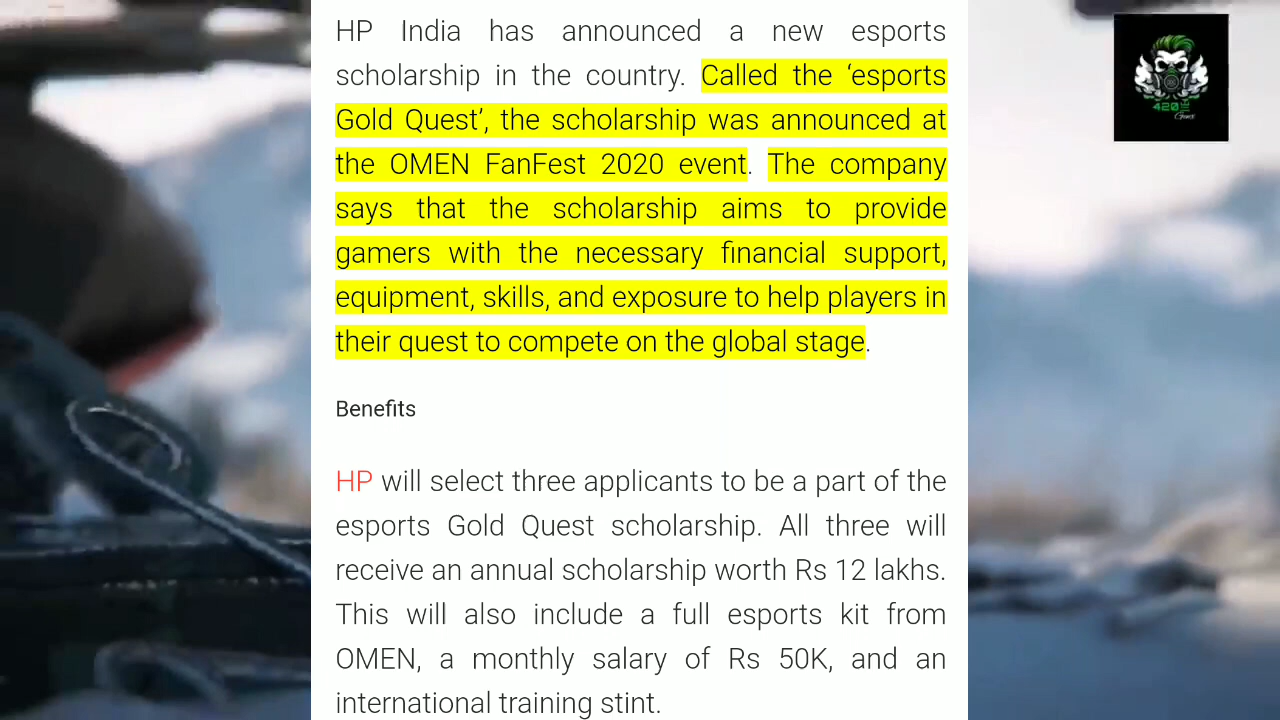 HP India has announced a new esports
scholarship in the country. Called the ‘esports
Gold Quest’, the scholarship was announced at
the OMEN FanFest 2020 event. The company
says that the scholarship aims to provide
gamers with the necessary financial support,
equipment, skills, and exposure to help players in
their quest to compete on the global stage.
Benefits
HP will select three applicants to be a part of the
esports Gold Quest scholarship. All three will
receive an annual scholarship worth Rs 12 lakhs.
This will also include a full esports kit from
OMEN, a monthly salary of Rs 50K, and an
international training stint.
420